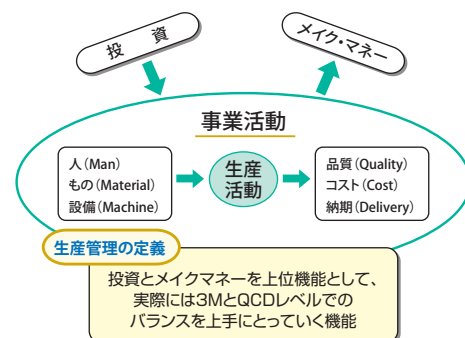 投 資
メイク・マネー
事業活動
人(Man)
もの(Material)
設備(Machine)
生産
活動
品質(Quality)
コスト(Cost)
納期(Delivery)
生産管理の定義
投資とメイクマネーを上位機能として、
実際には3MとQCDレベルでの
バランスを上手にとっていく機能